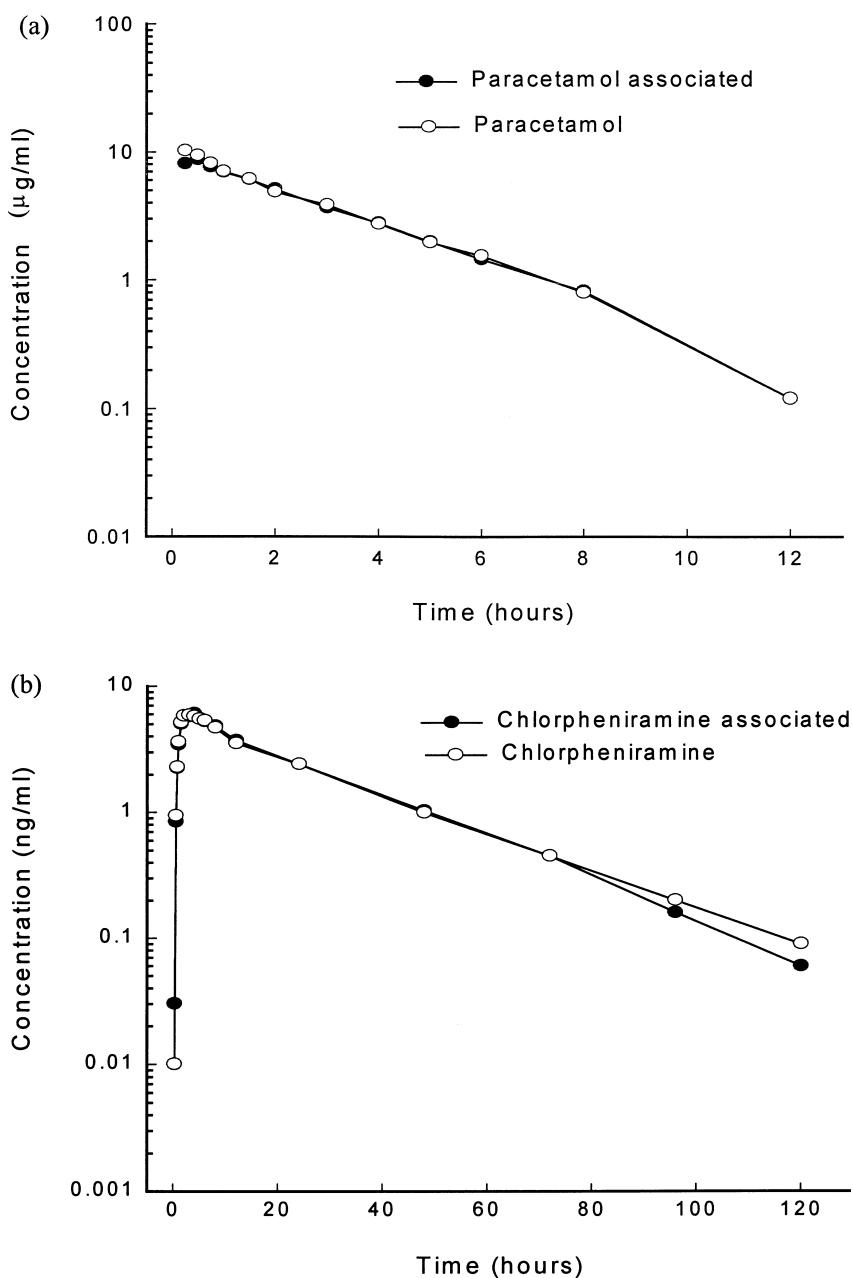 (a)
100
10
1
0.1
0.01
Concentration (μg/ml)
Paracetamol associated
Paracetamol
0 2 4 6 8 10 12
Time (hours)
(b)
10
1
0.1
0.01
0.001
Concentration (ng/ml)
Chlorpheniramine associated
Chlorpheniramine
0 20 40 60 80 100 120
Time (hours)